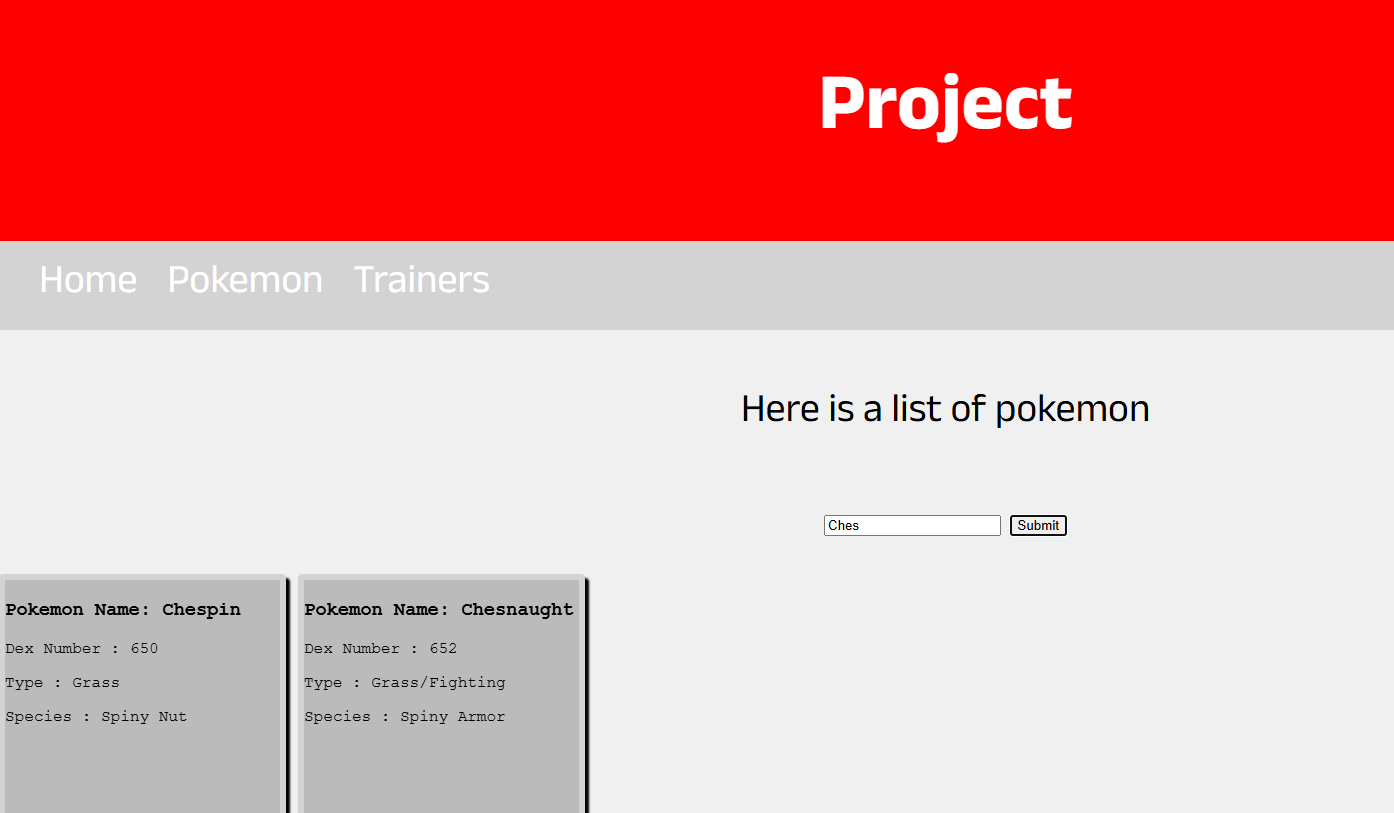 Project
Home Pokemon Trainers
Here is a list of pokemon
Ches Submit
Pokemon Name: Chespin
Dex Number : 650
Type : Grass
Species : Spiny Nut
Pokemon Name: Chesnaught
Dex Number : 652
Type : Grass/Fighting
Species : Spiny Armor